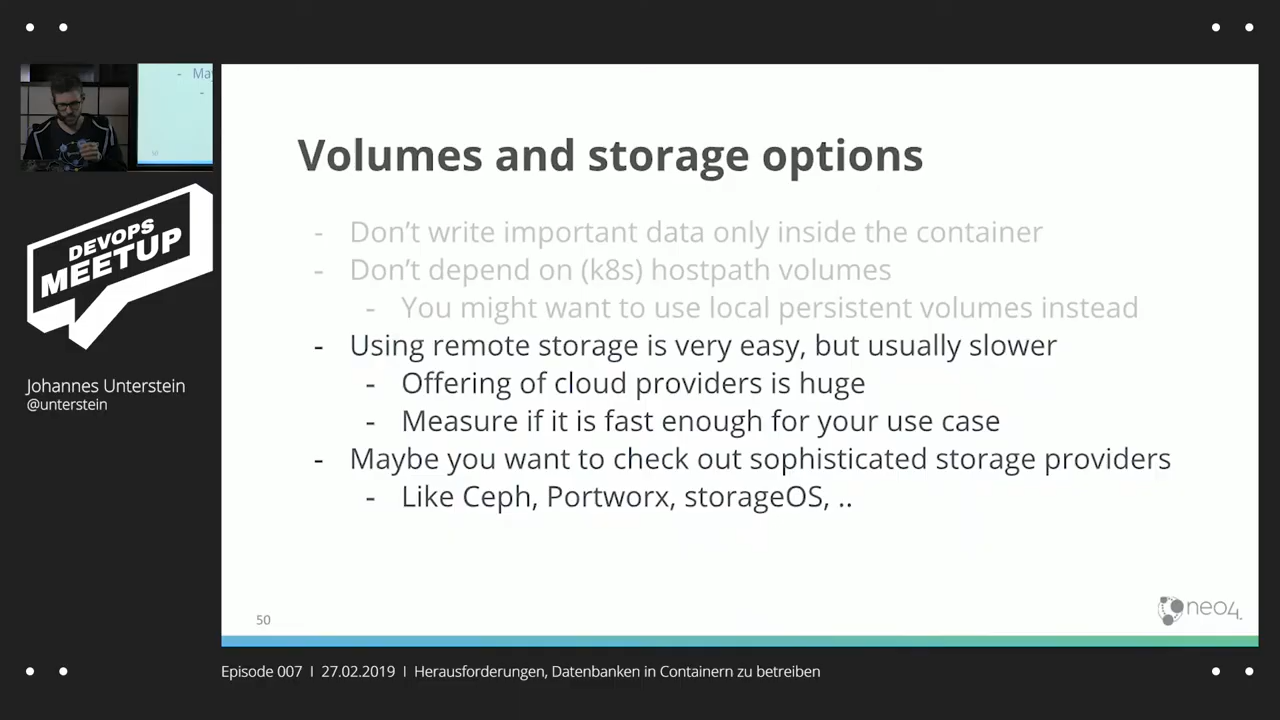 - May
-
DEVOPS
MEETUP
Johannes Unterstein
@unterstein
Volumes and storage options
- Don't write important data only inside the container
- Don't depend on (k8s) hostpath volumes
- You might want to use local persistent volumes instead
- Using remote storage is very easy, but usually slower
- Offering of cloud providers is huge
- Measure if it is fast enough for your use case
- Maybe you want to check out sophisticated storage providers
- Like Ceph, Portworx, storageOS, ..
50
neo4j
Episode 007 | 27.02.2019 | Herausforderungen, Datenbanken in Containern zu betreiben